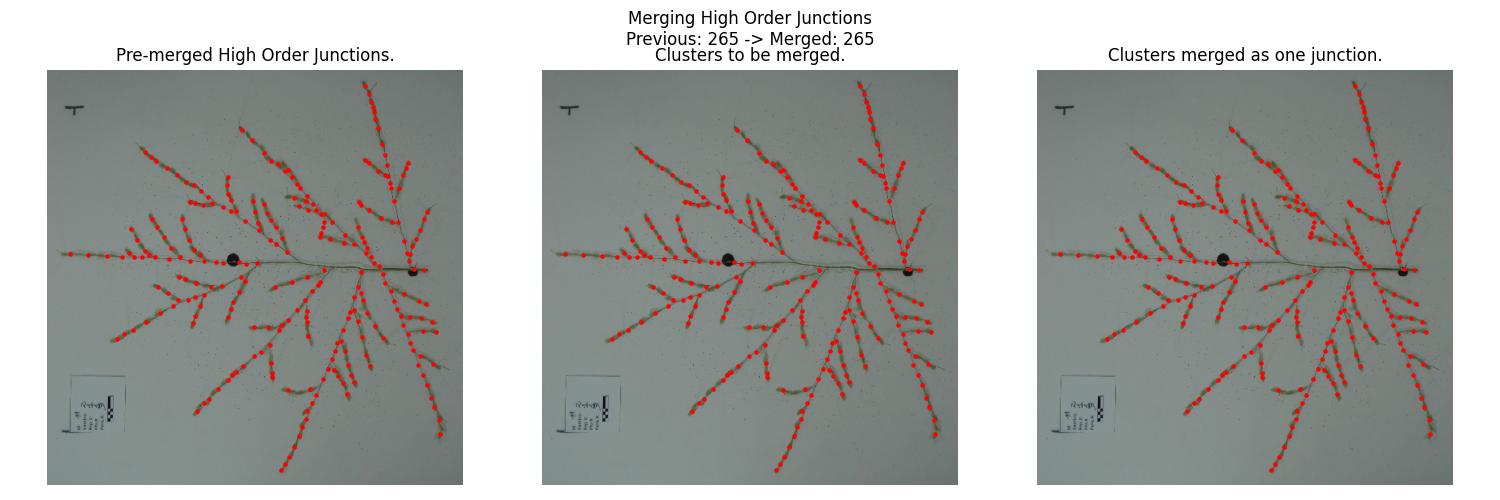 Merging High Order Junctions
Previous: 265 -> Merged: 265
Pre-merged High Order Junctions.
Clusters to be merged.
Clusters merged as one junction.